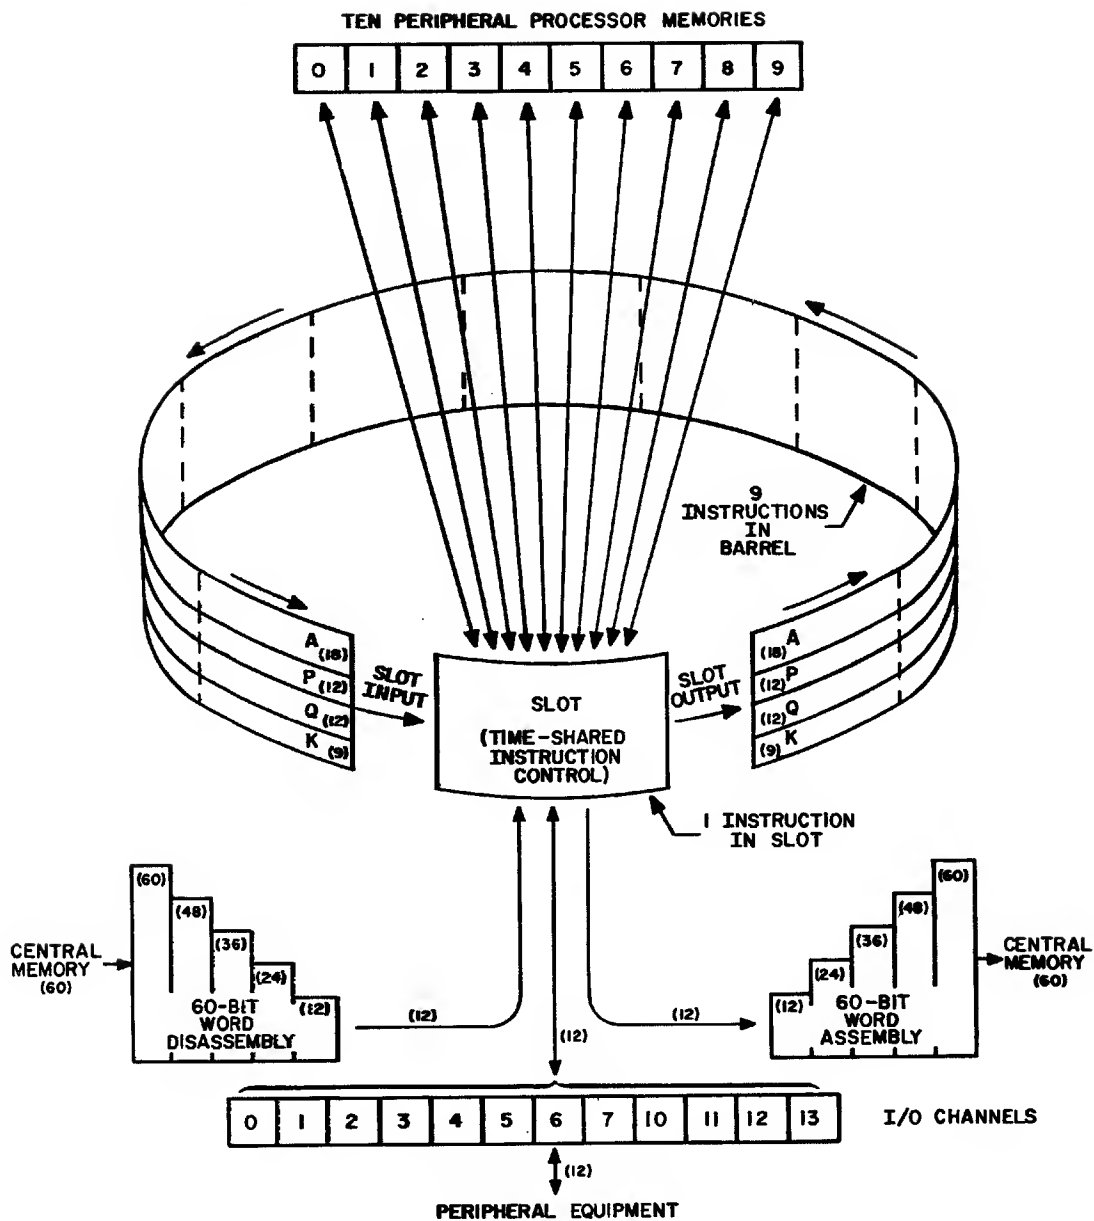 TEN PERIPHERAL PROCESSOR MEMORIES
0 1 2 3 4 5 6 7 8 9
9
INSTRUCTIONS
IN
BARREL
A (18)
P (12)
Q (12)
K (9)
SLOT
INPUT
SLOT
(TIME-SHARED
INSTRUCTION
CONTROL)
SLOT
OUTPUT
(18) A
(12) P
(12) Q
(9) K
1 INSTRUCTION
IN SLOT
CENTRAL
MEMORY
(60)
(60)
(48)
(36)
(24)
(12)
60-BIT
WORD
DISASSEMBLY
(12)
(12)
(12)
(12)
(24)
(36)
(48)
(60)
60-BIT
WORD
ASSEMBLY
CENTRAL
MEMORY
(60)
0 1 2 3 4 5 6 7 10 11 12 13
I/O CHANNELS
(12)
PERIPHERAL EQUIPMENT